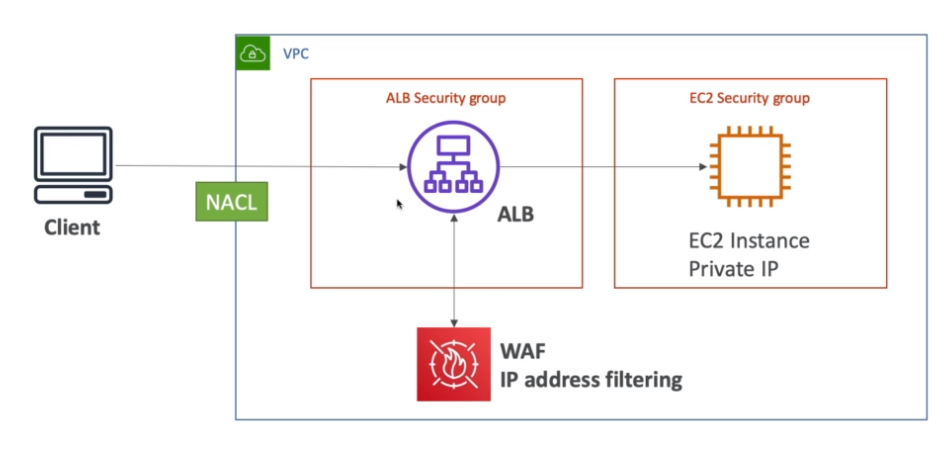 VPC
ALB Security group
EC2 Security group
NACL
Client
ALB
EC2 Instance
Private IP
WAF
IP address filtering